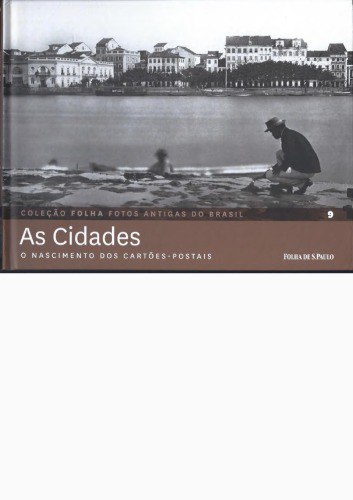 COLEÇÃO FOLHA FOTOS ANTIGAS DO BRASIL 9
As Cidades
O NASCIMENTO DOS CARTÕES-POSTAIS FOLHA DE S.PAULO